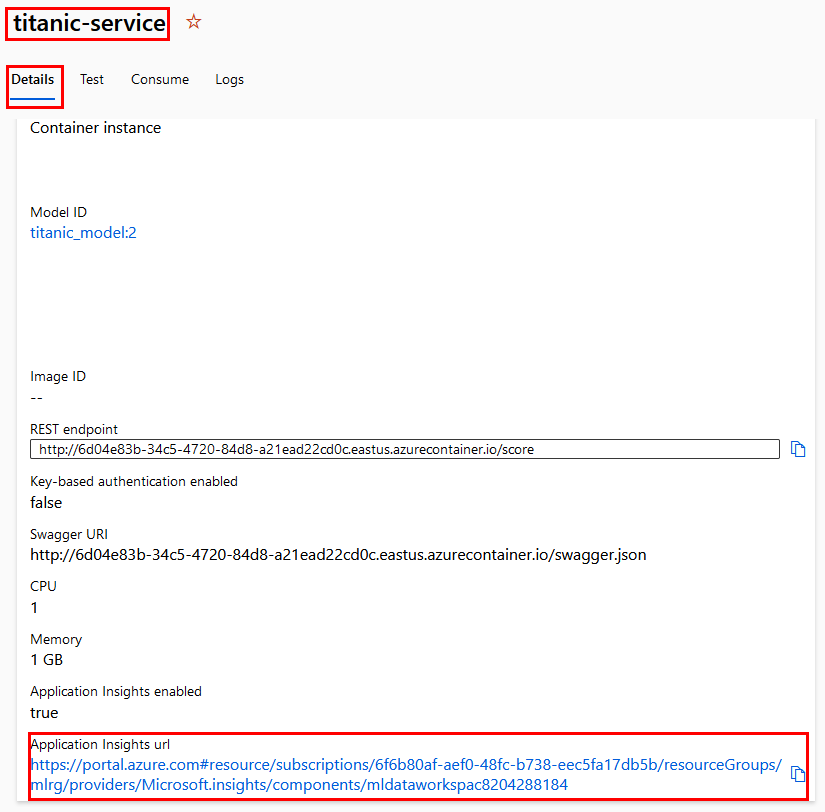 titanic-service
Details Test Consume Logs
Container instance
Model ID
titanic_model:2
Image ID
--
REST endpoint
http://6d04e83b-34c5-4720-84d8-a21ead22cd0c.eastus.azurecontainer.io/score
Key-based authentication enabled
false
Swagger URI
http://6d04e83b-34c5-4720-84d8-a21ead22cd0c.eastus.azurecontainer.io/swagger.json
CPU
1
Memory
1 GB
Application Insights enabled
true
Application Insights url
https://portal.azure.com#resource/subscriptions/6f6b80af-aef0-48fc-b738-eec5fa17db5b/resourceGroups/
mlrg/providers/Microsoft.insights/components/mldataworkspac8204288184